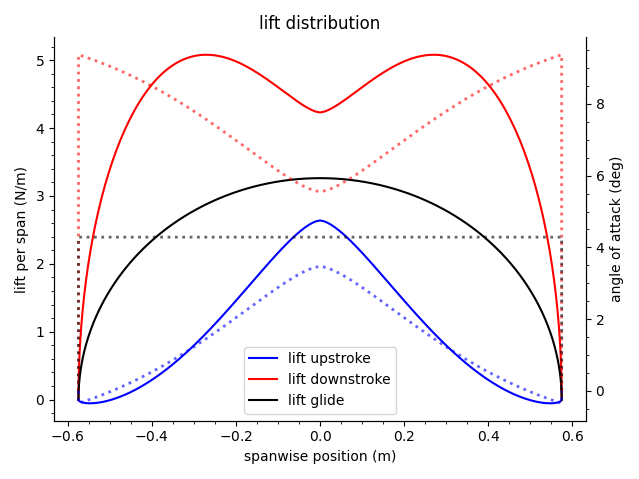 lift distribution
lift per span (N/m)
5
4
3
2
1
0
8
6
4
2
0
angle of attack (deg)
lift upstroke
lift downstroke
lift glide
−0.6 −0.4 −0.2 0.0 0.2 0.4 0.6
spanwise position (m)